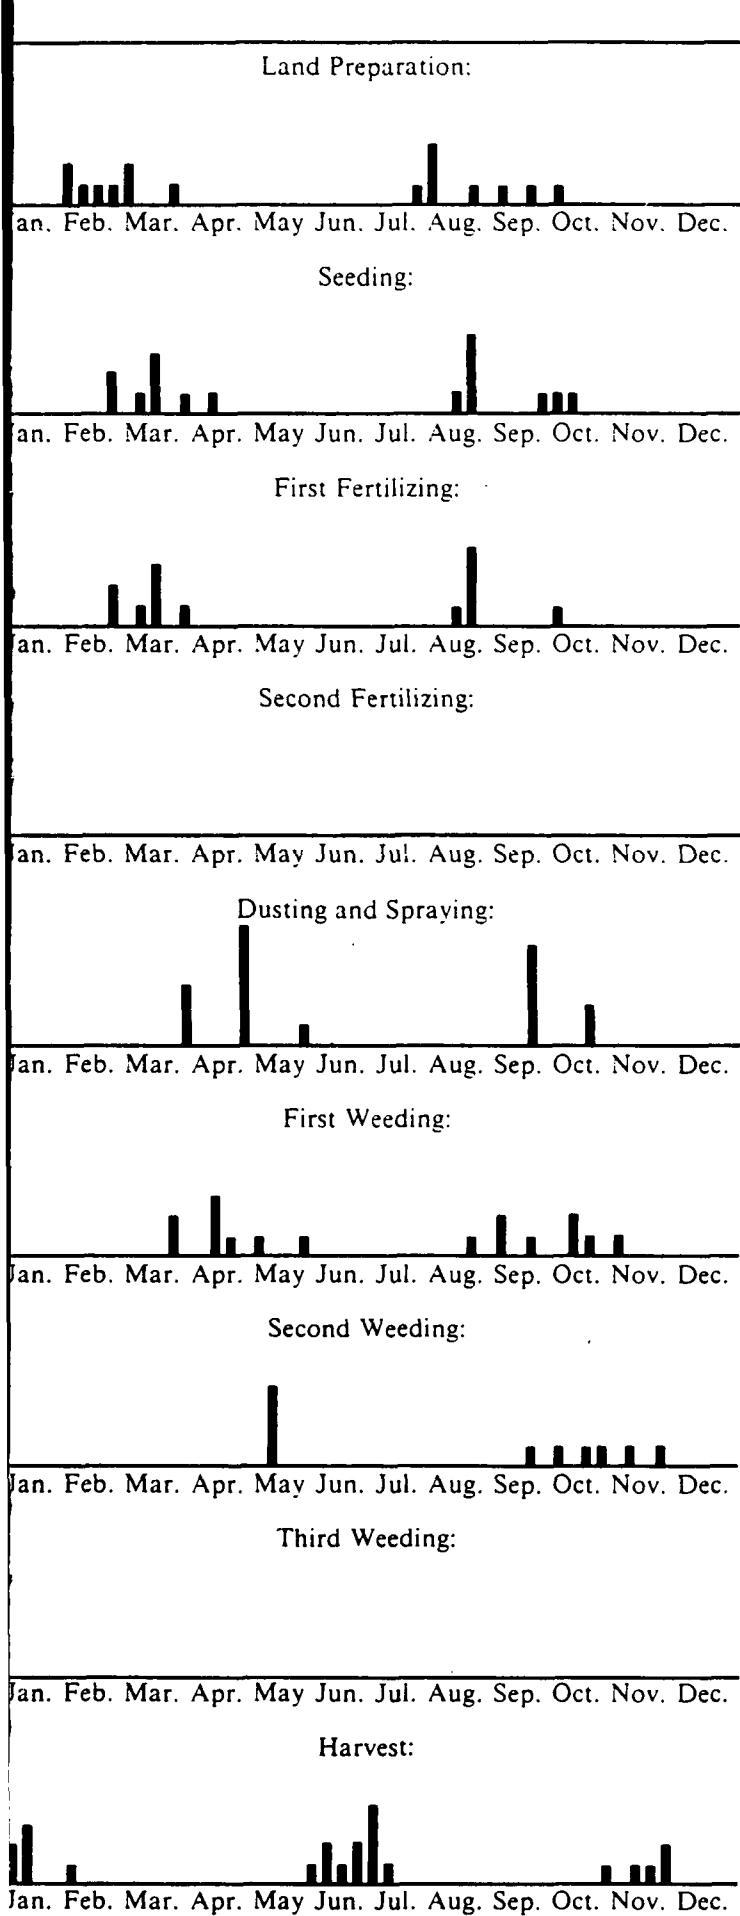 Land Preparation:
an. Feb. Mar. Apr. May Jun. Jul. Aug. Sep. Oct. Nov. Dec.
Seeding:
an. Feb. Mar. Apr. May Jun. Jul. Aug. Sep. Oct. Nov. Dec.
First Fertilizing:
Jan. Feb. Mar. Apr. May Jun. Jul. Aug. Sep. Oct. Nov. Dec.
Second Fertilizing:
Jan. Feb. Mar. Apr. May Jun. Jul. Aug. Sep. Oct. Nov. Dec.
Dusting and Spraying:
Jan. Feb. Mar. Apr. May Jun. Jul. Aug. Sep. Oct. Nov. Dec.
First Weeding:
Jan. Feb. Mar. Apr. May Jun. Jul. Aug. Sep. Oct. Nov. Dec.
Second Weeding:
Jan. Feb. Mar. Apr. May Jun. Jul. Aug. Sep. Oct. Nov. Dec.
Third Weeding:
Jan. Feb. Mar. Apr. May Jun. Jul. Aug. Sep. Oct. Nov. Dec.
Harvest:
Jan. Feb. Mar. Apr. May Jun. Jul. Aug. Sep. Oct. Nov. Dec.